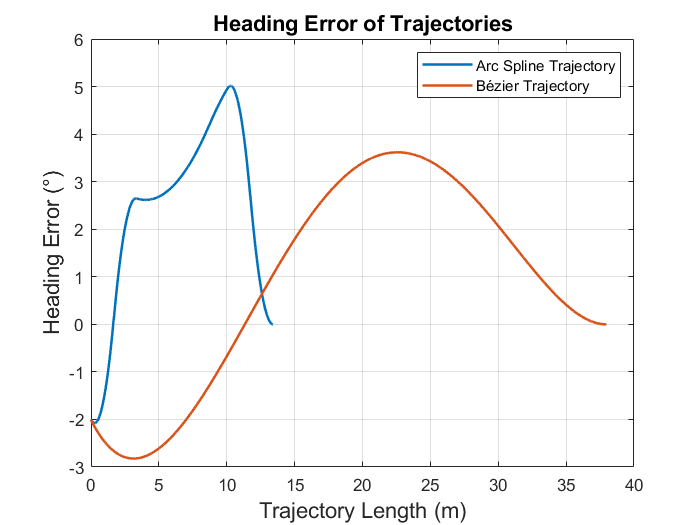 Heading Error of Trajectories
Arc Spline Trajectory
Bézier Trajectory
Heading Error (°)
6
5
4
3
2
1
0
-1
-2
-3
0 5 10 15 20 25 30 35 40
Trajectory Length (m)